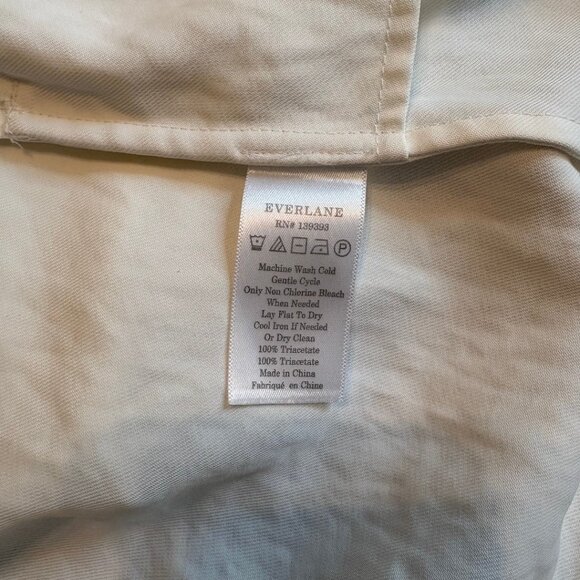 EVERLANE
RN# 139393
P
Machine Wash Cold
Gentle Cycle
Only Non Chlorine Bleach
When Needed
Lay Flat To Dry
Cool Iron If Needed
Or Dry Clean
100% Triacetate
100% Triacetate
Made in China
Fabriqué en Chine